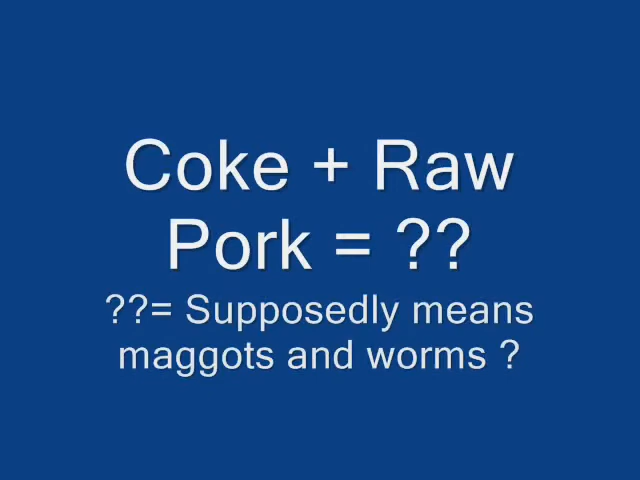 Coke + Raw
Pork = ??
??= Supposedly means
maggots and worms ?